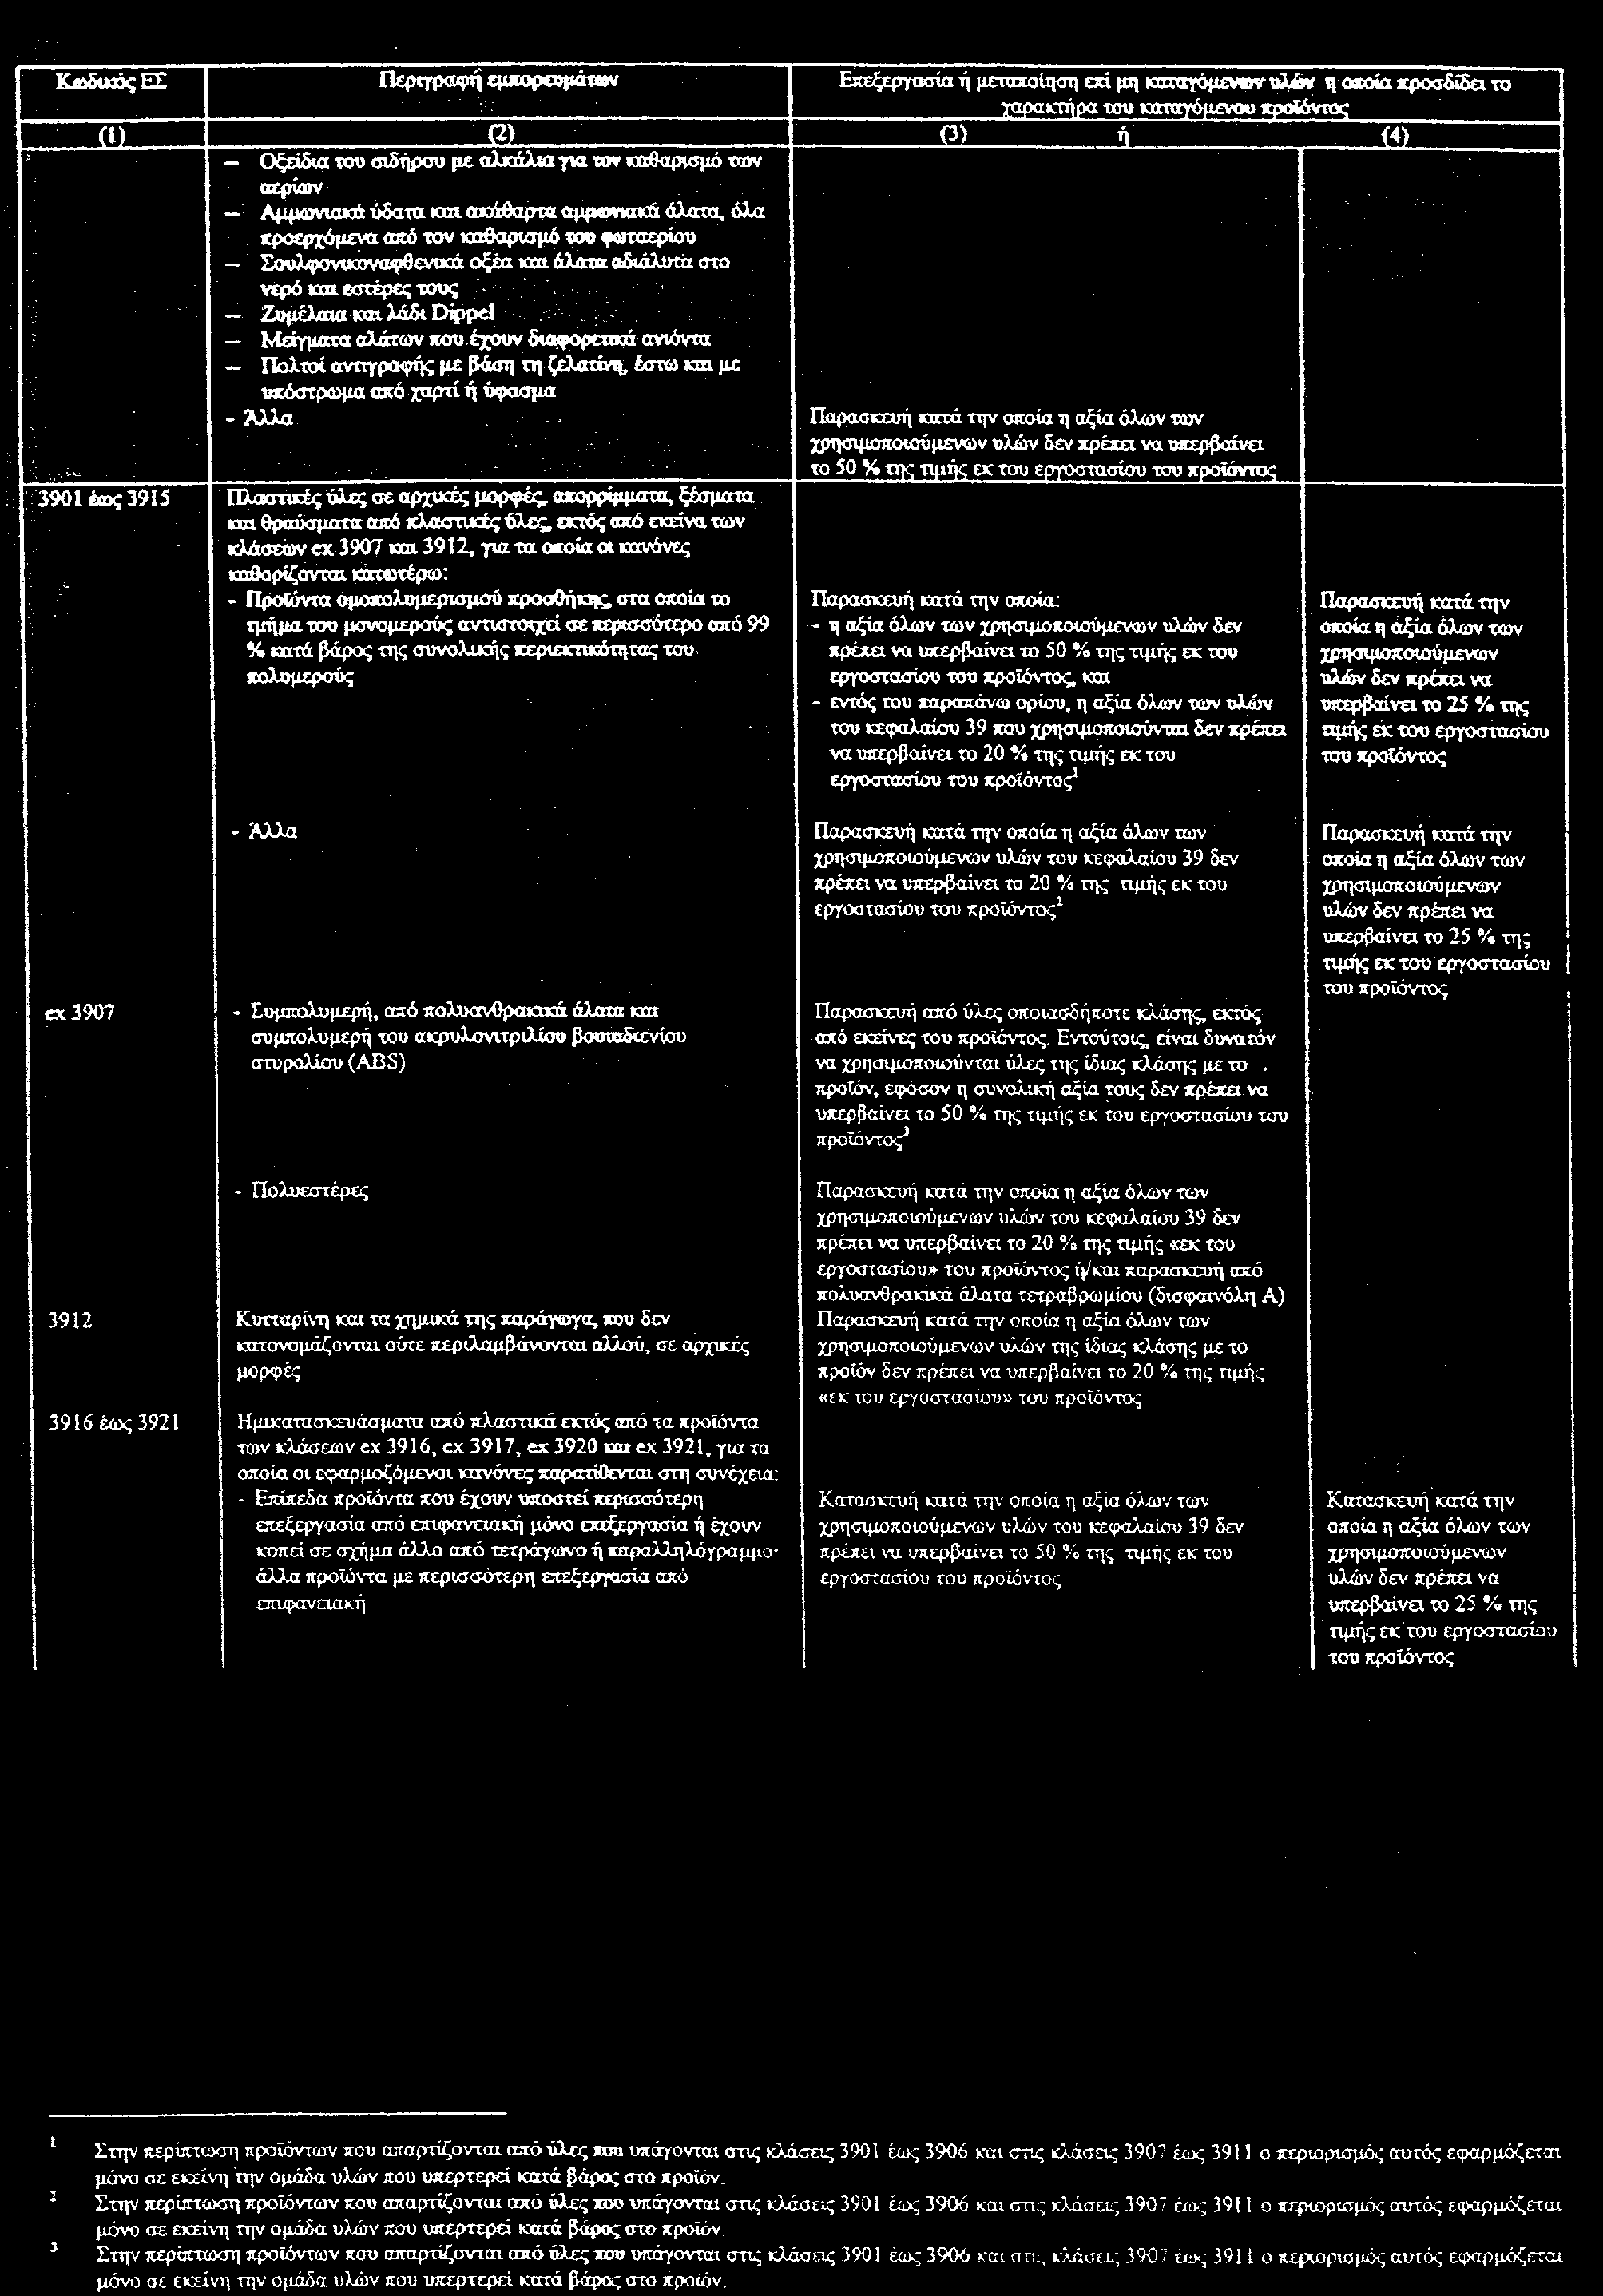 Κωδικός ΕΣ
Περιγραφή εμπορευμάτων
Επεξεργασία ή μεταποίηση επί μη καταγόμενων υλών η οποία προσδίδει το
χαρακτήρα του καταγόμενου προϊόντος
(1)
(2)
(3) ή (4)
— Οξείδια του σιδήρου με αλκάλια για τον καθαρισμό των
αερίων
— Αμμωνιακά ύδατα και ακάθαρτα αμμωνιακά άλατα, όλα
προερχόμενα από τον καθαρισμό του φωταερίου
— Σουλφονικοναφθενικά οξέα και άλατα αδιάλυτα στο
νερό και εστέρες τους
— Ζυμέλαια και λάδι Dippel
— Μείγματα αλάτων που έχουν διαφορετικά ανιόντα
— Πολτοί αντιγραφής με βάση τη ζελατίνη, έστω και με
υπόστρωμα από χαρτί ή ύφασμα
- Άλλα
Παρασκευή κατά την οποία η αξία όλων των
χρησιμοποιούμενων υλών δεν πρέπει να υπερβαίνει
το 50 % της τιμής εκ του εργοστασίου του προϊόντος
3901 έως 3915
Πλαστικές ύλες σε αρχικές μορφές, απορρίμματα, ξέσματα
και θραύσματα από πλαστικές ύλες, εκτός από εκείνα των
κλάσεων ex 3907 και 3912, για τα οποία οι κανόνες
καθορίζονται κατωτέρω:
- Προϊόντα ομοπολυμερισμού προσθήκης, στα οποία το
τμήμα του μονομερούς αντιστοιχεί σε περισσότερο από 99
% κατά βάρος της συνολικής περιεκτικότητας του
πολυμερούς
Παρασκευή κατά την οποία:
- η αξία όλων των χρησιμοποιούμενων υλών δεν
πρέπει να υπερβαίνει το 50 % της τιμής εκ του
εργοστασίου του προϊόντος, και
- εντός του παραπάνω ορίου, η αξία όλων των υλών
του κεφαλαίου 39 που χρησιμοποιούνται δεν πρέπει
να υπερβαίνει το 20 % της τιμής εκ του
εργοστασίου του προϊόντος¹
Παρασκευή κατά την
οποία η αξία όλων των
χρησιμοποιούμενων
υλών δεν πρέπει να
υπερβαίνει το 25 % της
τιμής εκ του εργοστασίου
του προϊόντος
- Άλλα
Παρασκευή κατά την οποία η αξία όλων των
χρησιμοποιούμενων υλών του κεφαλαίου 39 δεν
πρέπει να υπερβαίνει το 20 % της τιμής εκ του
εργοστασίου του προϊόντος²
Παρασκευή κατά την
οποία η αξία όλων των
χρησιμοποιούμενων
υλών δεν πρέπει να
υπερβαίνει το 25 % της
τιμής εκ του εργοστασίου
του προϊόντος
ex 3907
- Συμπολυμερή, από πολυανθρακικά άλατα και
συμπολυμερή του ακρυλονιτριλίου βουταδιενίου
στυρολίου (ABS)
Παρασκευή από ύλες οποιασδήποτε κλάσης, εκτός
από εκείνες του προϊόντος. Εντούτοις, είναι δυνατόν
να χρησιμοποιούνται ύλες της ίδιας κλάσης με το
προϊόν, εφόσον η συνολική αξία τους δεν πρέπει να
υπερβαίνει το 50 % της τιμής εκ του εργοστασίου του
προϊόντος³
- Πολυεστέρες
Παρασκευή κατά την οποία η αξία όλων των
χρησιμοποιούμενων υλών του κεφαλαίου 39 δεν
πρέπει να υπερβαίνει το 20 % της τιμής «εκ του
εργοστασίου» του προϊόντος ή/και παρασκευή από
πολυανθρακικά άλατα τετραβρωμίου (δισφαινόλη Α)
3912
Κυτταρίνη και τα χημικά της παράγωγα, που δεν
κατονομάζονται ούτε περιλαμβάνονται αλλού, σε αρχικές
μορφές
Παρασκευή κατά την οποία η αξία όλων των
χρησιμοποιούμενων υλών της ίδιας κλάσης με το
προϊόν δεν πρέπει να υπερβαίνει το 20 % της τιμής
«εκ του εργοστασίου» του προϊόντος
3916 έως 3921
Ημικατασκευάσματα από πλαστικά εκτός από τα προϊόντα
των κλάσεων ex 3916, ex 3917, ex 3920 και ex 3921, για τα
οποία οι εφαρμοζόμενοι κανόνες παρατίθενται στη συνέχεια:
- Επίπεδα προϊόντα που έχουν υποστεί περισσότερη
επεξεργασία από επιφανειακή μόνο επεξεργασία ή έχουν
κοπεί σε σχήμα άλλο από τετράγωνο ή παραλληλόγραμμο·
άλλα προϊόντα με περισσότερη επεξεργασία από
επιφανειακή
Κατασκευή κατά την οποία η αξία όλων των
χρησιμοποιούμενων υλών του κεφαλαίου 39 δεν
πρέπει να υπερβαίνει το 50 % της τιμής εκ του
εργοστασίου του προϊόντος
Κατασκευή κατά την
οποία η αξία όλων των
χρησιμοποιούμενων
υλών δεν πρέπει να
υπερβαίνει το 25 % της
τιμής εκ του εργοστασίου
του προϊόντος
¹ Στην περίπτωση προϊόντων που απαρτίζονται από ύλες που υπάγονται στις κλάσεις 3901 έως 3906 και στις κλάσεις 3907 έως 3911 ο περιορισμός αυτός εφαρμόζεται
μόνο σε εκείνη την ομάδα υλών που υπερτερεί κατά βάρος στο προϊόν.
² Στην περίπτωση προϊόντων που απαρτίζονται από ύλες που υπάγονται στις κλάσεις 3901 έως 3906 και στις κλάσεις 3907 έως 3911 ο περιορισμός αυτός εφαρμόζεται
μόνο σε εκείνη την ομάδα υλών που υπερτερεί κατά βάρος στο προϊόν.
³ Στην περίπτωση προϊόντων που απαρτίζονται από ύλες που υπάγονται στις κλάσεις 3901 έως 3906 και στις κλάσεις 3907 έως 3911 ο περιορισμός αυτός εφαρμόζεται
μόνο σε εκείνη την ομάδα υλών που υπερτερεί κατά βάρος στο προϊόν.